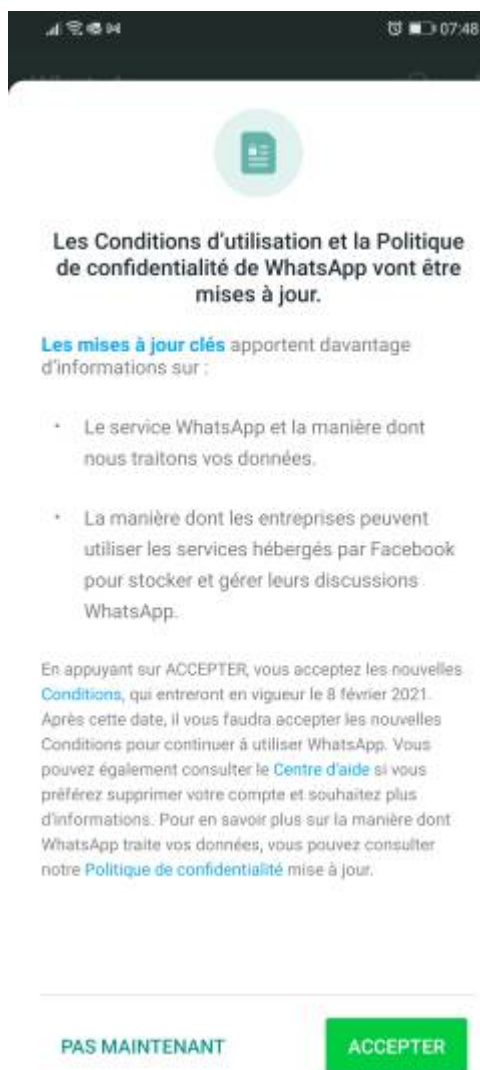 07:48
Les Conditions d'utilisation et la Politique
de confidentialité de WhatsApp vont être
mises à jour.
Les mises à jour clés apportent davantage
d'informations sur :
· Le service WhatsApp et la manière dont
nous traitons vos données.
· La manière dont les entreprises peuvent
utiliser les services hébergés par Facebook
pour stocker et gérer leurs discussions
WhatsApp.
En appuyant sur ACCEPTER, vous acceptez les nouvelles
Conditions, qui entreront en vigueur le 8 février 2021.
Après cette date, il vous faudra accepter les nouvelles
Conditions pour continuer à utiliser WhatsApp. Vous
pouvez également consulter le Centre d'aide si vous
préférez supprimer votre compte et souhaitez plus
d'informations. Pour en savoir plus sur la manière dont
WhatsApp traite vos données, vous pouvez consulter
notre Politique de confidentialité mise à jour.
PAS MAINTENANT
ACCEPTER